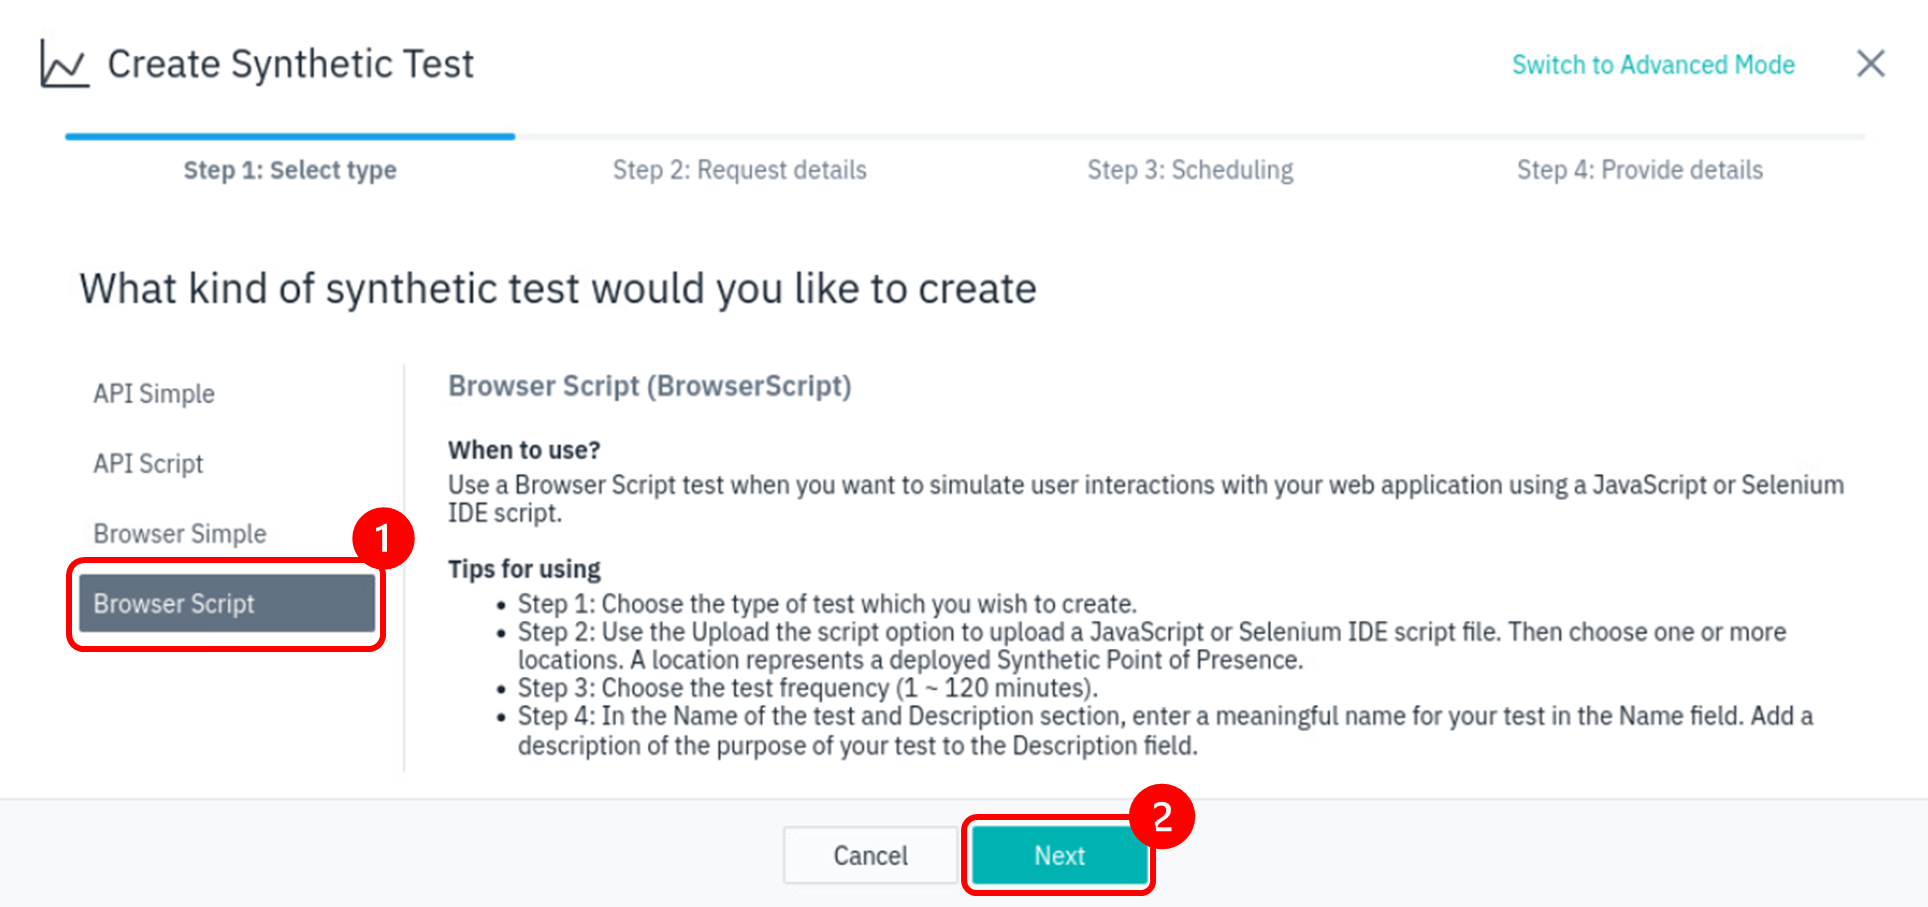 Create Synthetic Test
Switch to Advanced Mode
Step 1: Select type
Step 2: Request details
Step 3: Scheduling
Step 4: Provide details
What kind of synthetic test would you like to create
API Simple
API Script
Browser Simple
1
Browser Script
Browser Script (BrowserScript)
When to use?
Use a Browser Script test when you want to simulate user interactions with your web application using a JavaScript or Selenium
IDE script.
Tips for using
• Step 1: Choose the type of test which you wish to create.
• Step 2: Use the Upload the script option to upload a JavaScript or Selenium IDE script file. Then choose one or more
locations. A location represents a deployed Synthetic Point of Presence.
• Step 3: Choose the test frequency (1 ~ 120 minutes).
• Step 4: In the Name of the test and Description section, enter a meaningful name for your test in the Name field. Add a
description of the purpose of your test to the Description field.
Cancel
Next
2